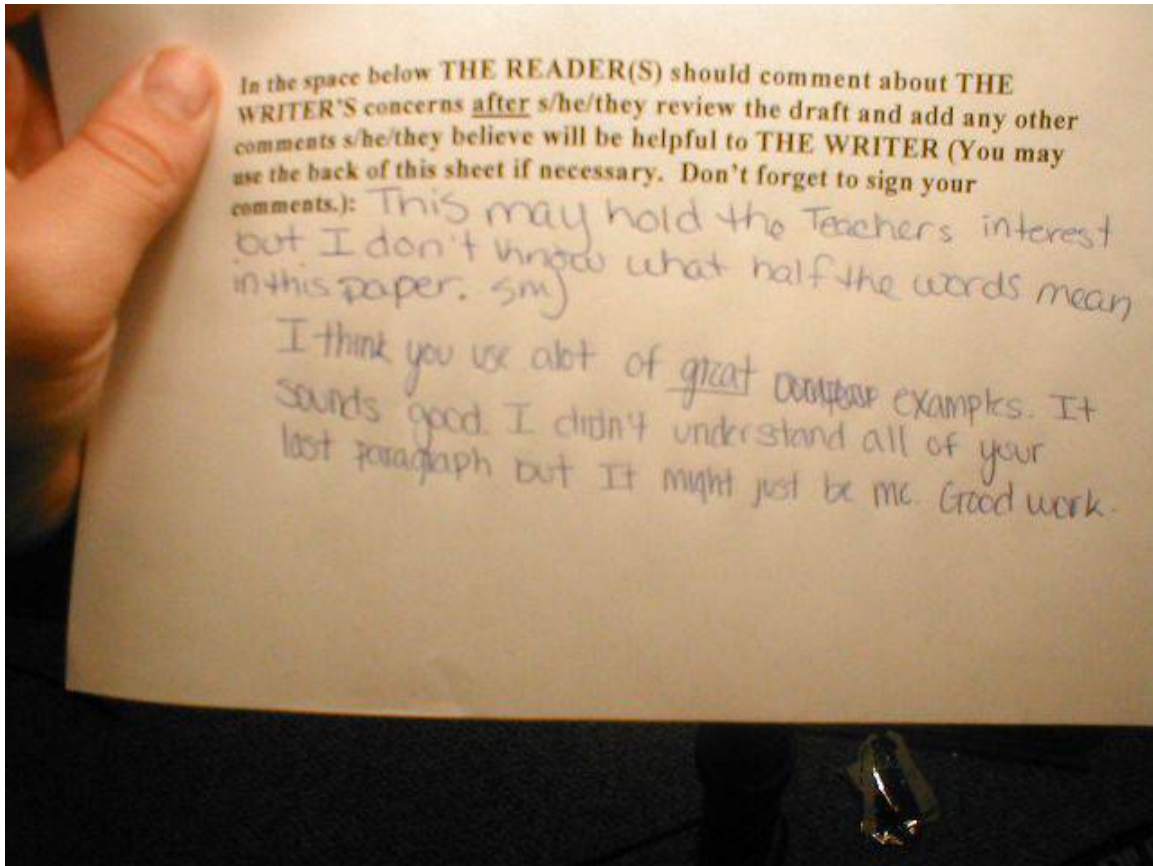 In the space below THE READER(S) should comment about THE
WRITER'S concerns after s/he/they review the draft and add any other
comments s/he/they believe will be helpful to THE WRITER (You may
use the back of this sheet if necessary. Don't forget to sign your
comments.): This may hold the Teachers interest
but I don't know what half the words mean
in this paper. smj
I think you use alot of great examples. It
sounds good. I didn't understand all of your
last paragraph but It might just be me. Good work.